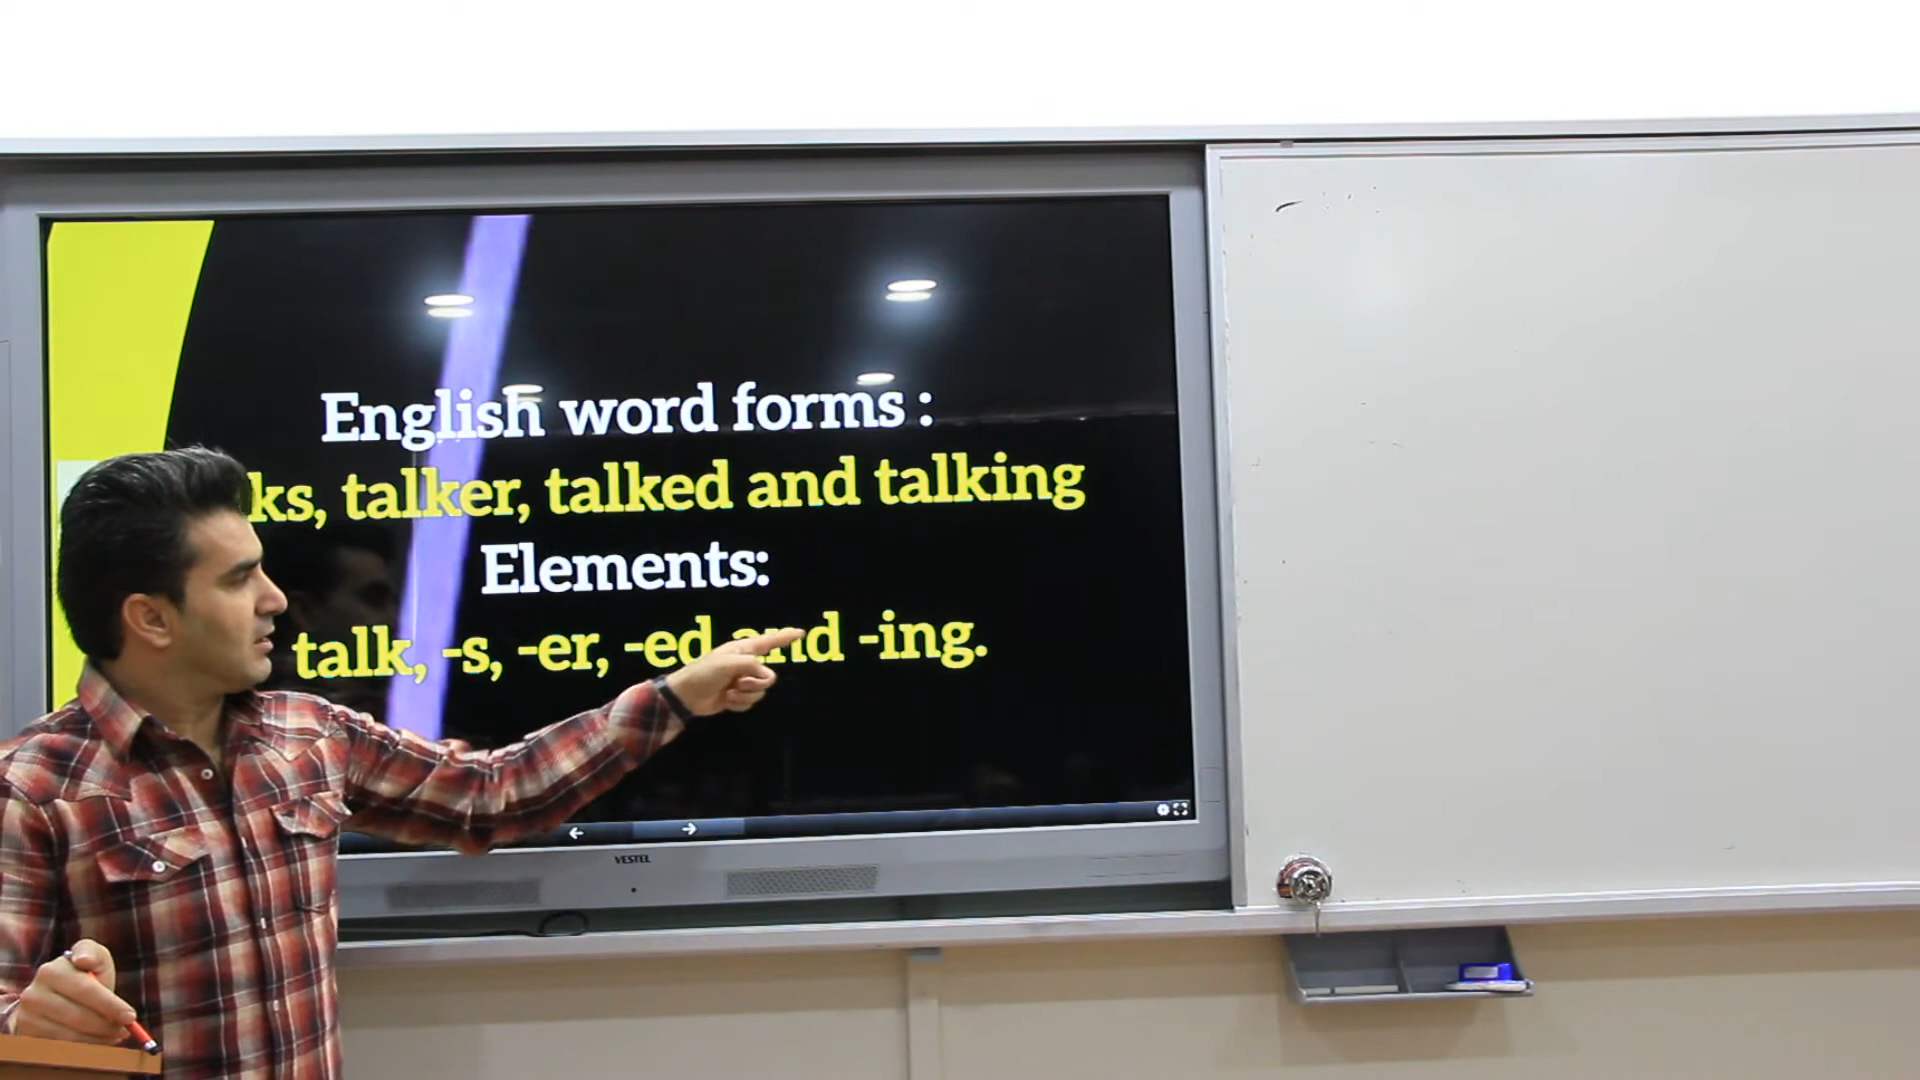 English word forms :
ks, talker, talked and talking
Elements:
talk, -s, -er, -ed and -ing.
VESTEL